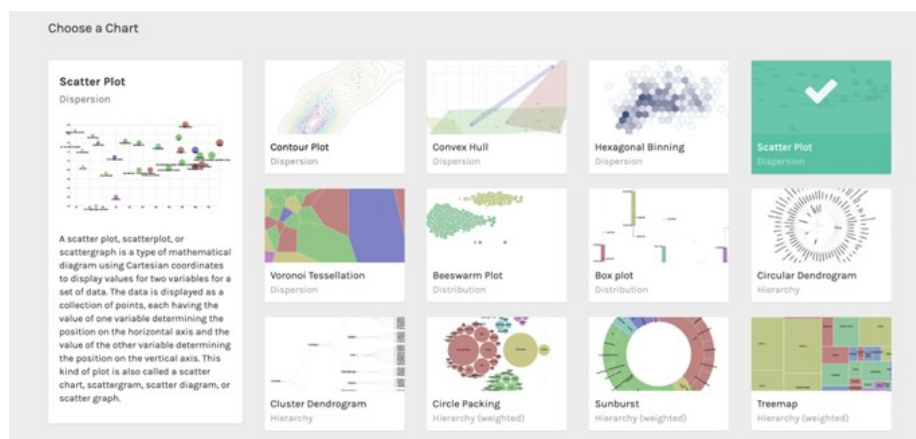 Choose a Chart
Scatter Plot
Dispersion
A scatter plot, scatterplot, or
scattergraph is a type of mathematical
diagram using Cartesian coordinates
to display values for two variables for a
set of data. The data is displayed as a
collection of points, each having the
value of one variable determining the
position on the horizontal axis and the
value of the other variable determining
the position on the vertical axis. This
kind of plot is also called a scatter
chart, scattergram, scatter diagram, or
scatter graph.
Contour Plot
Dispersion
Convex Hull
Dispersion
Hexagonal Binning
Dispersion
Scatter Plot
Dispersion
Voronoi Tessellation
Dispersion
Beeswarm Plot
Distribution
Box plot
Distribution
Circular Dendrogram
Hierarchy
Cluster Dendrogram
Hierarchy
Circle Packing
Hierarchy (weighted)
Sunburst
Hierarchy (weighted)
Treemap
Hierarchy (weighted)